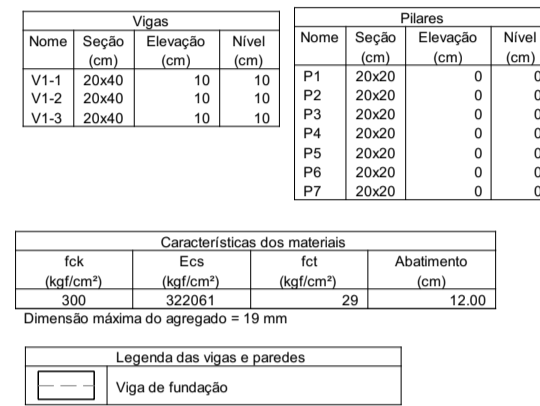 Vigas
Nome Seção Elevação Nível
(cm) (cm) (cm)
V1-1 20x40 10 10
V1-2 20x40 10 10
V1-3 20x40 10 10
Pilares
Nome Seção Elevação Nível
(cm) (cm) (cm)
P1 20x20 0 0
P2 20x20 0 0
P3 20x20 0 0
P4 20x20 0 0
P5 20x20 0 0
P6 20x20 0 0
P7 20x20 0 0
Características dos materiais
fck Ecs fct Abatimento
(kgf/cm²) (kgf/cm²) (kgf/cm²) (cm)
300 322061 29 12.00
Dimensão máxima do agregado = 19 mm
Legenda das vigas e paredes
Viga de fundação